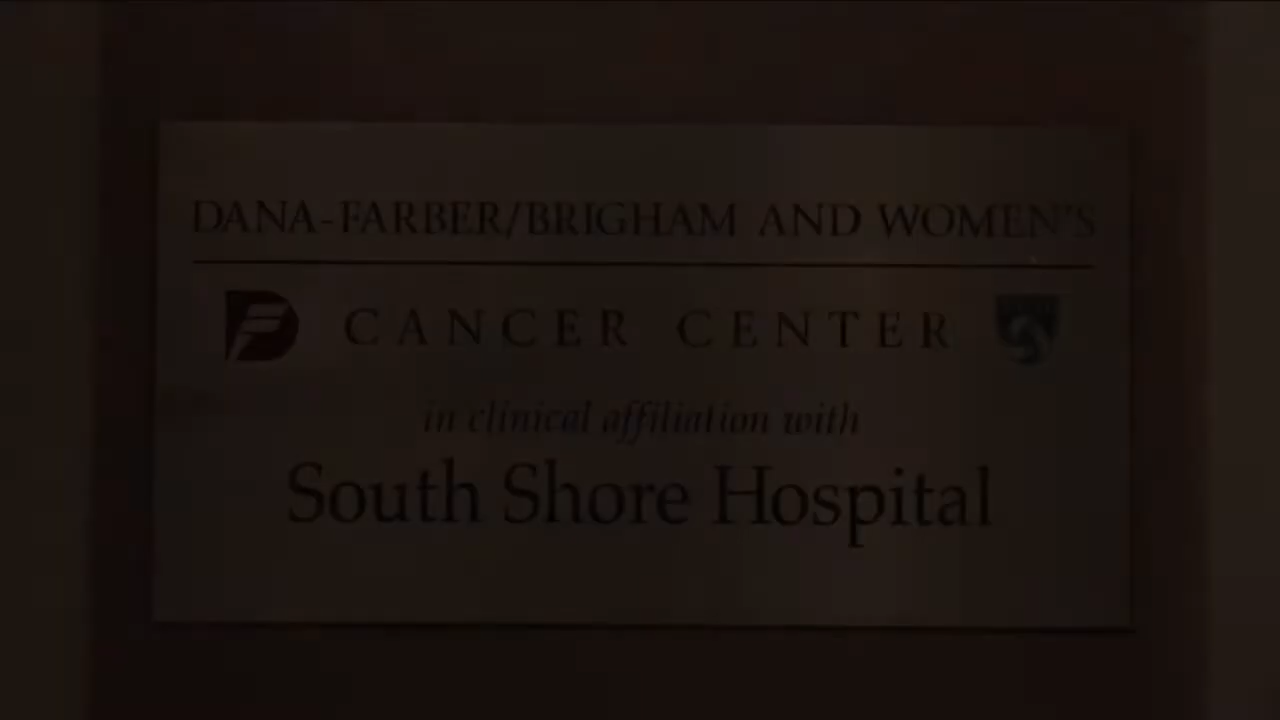 DANA-FARBER/BRIGHAM AND WOMEN'S
CANCER CENTER
in clinical affiliation with
South Shore Hospital